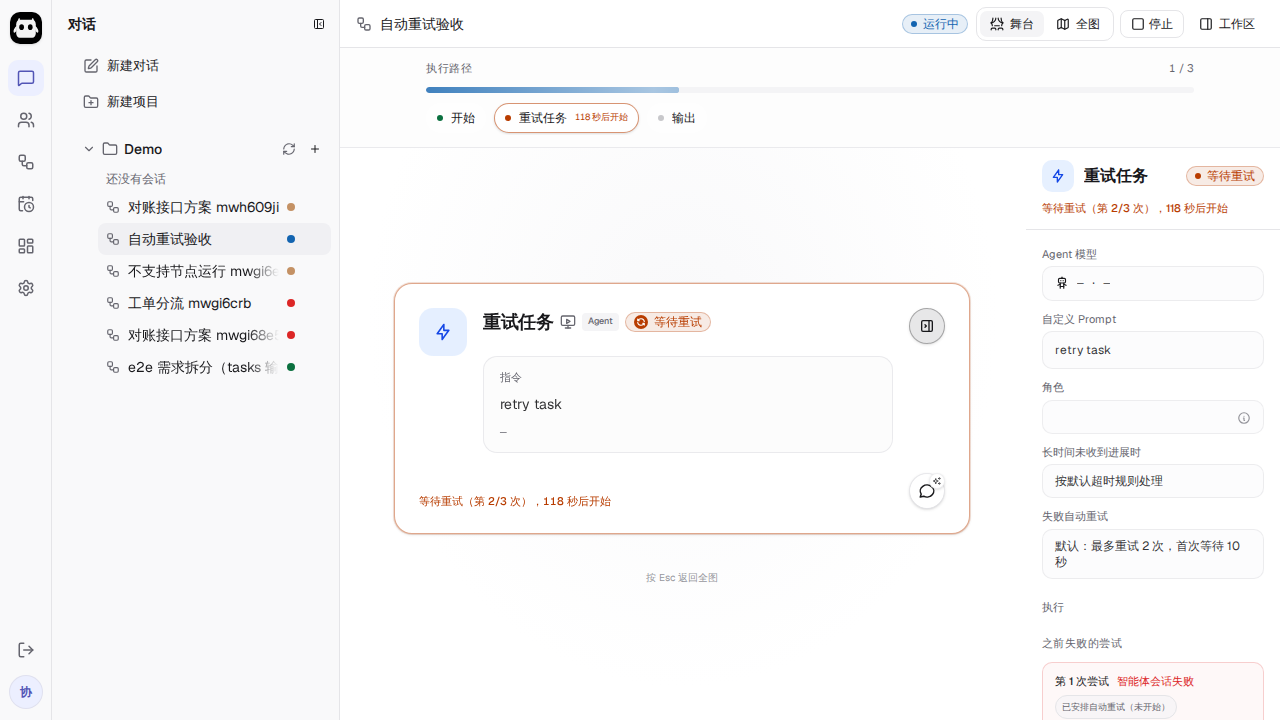 对话
新建对话
新建项目
Demo
还没有会话
对账接口方案 mwh609ji
自动重试验收
不支持节点运行 mwgi6e
工单分流 mwgi6crb
对账接口方案 mwgi68e
e2e 需求拆分（tasks 输
协
自动重试验收
运行中
舞台
全图
停止
工作区
执行路径
1 / 3
开始
重试任务 118 秒后开始
输出
重试任务
Agent
等待重试
指令
retry task
–
等待重试（第 2/3 次），118 秒后开始
按 Esc 返回全图
重试任务
等待重试
等待重试（第 2/3 次），118 秒后开始
Agent 模型
– · –
自定义 Prompt
retry task
角色
长时间未收到进展时
按默认超时规则处理
失败自动重试
默认：最多重试 2 次，首次等待 10
秒
执行
之前失败的尝试
第 1 次尝试 智能体会话失败
已安排自动重试（未开始）